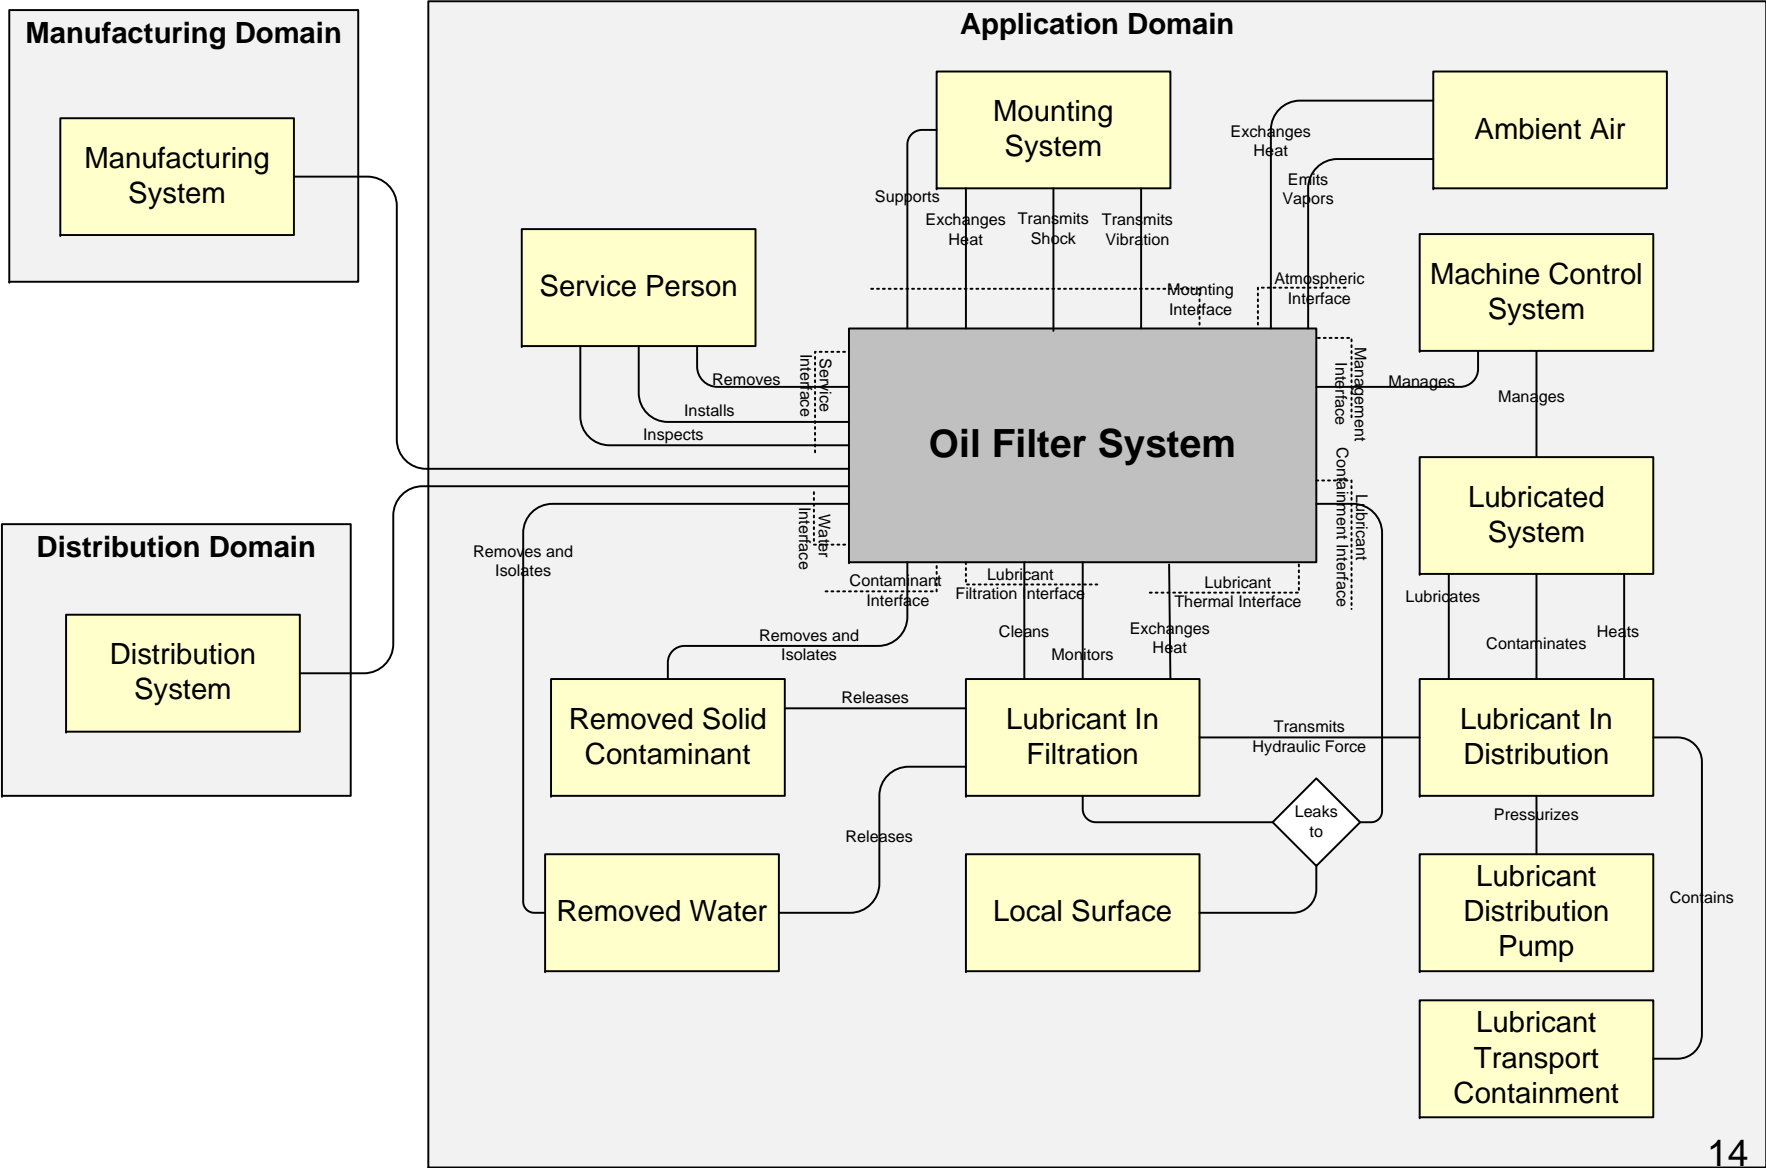 Manufacturing Domain
Manufacturing
System
Distribution Domain
Distribution
System
Application Domain
Mounting
System
Ambient Air
Exchanges
Heat
Emits
Vapors
Supports
Exchanges
Heat
Transmits
Shock
Transmits
Vibration
Service Person
Machine Control
System
Mounting
Interface
Atmospheric
Interface
Removes
Installs
Inspects
Service
Interface
Oil Filter System
Management
Interface
Manages
Manages
Lubricant
Containment Interface
Lubricated
System
Water
Interface
Removes and
Isolates
Contaminant
Interface
Lubricant
Filtration Interface
Lubricant
Thermal Interface
Lubricates
Contaminates
Heats
Removes and
Isolates
Cleans
Monitors
Exchanges
Heat
Removed Solid
Contaminant
Releases
Lubricant In
Filtration
Transmits
Hydraulic Force
Lubricant In
Distribution
Releases
Leaks
to
Pressurizes
Removed Water
Local Surface
Lubricant
Distribution
Pump
Contains
Lubricant
Transport
Containment
14